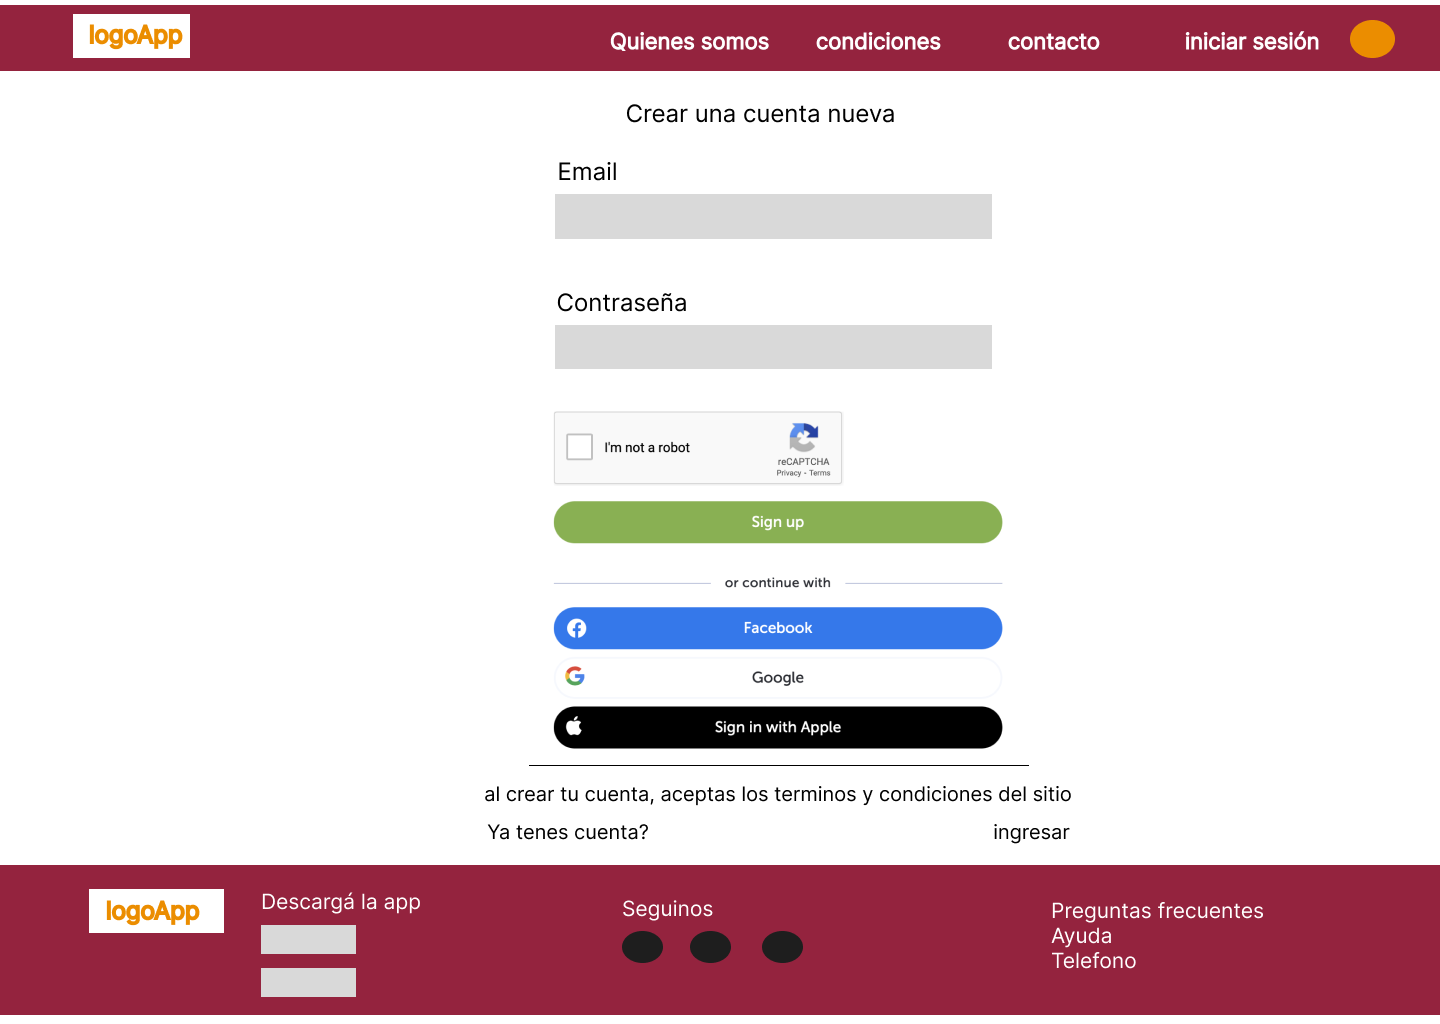 logoApp
Quienes somos condiciones contacto iniciar sesión
Crear una cuenta nueva
Email
Contraseña
I'm not a robot
reCAPTCHA
Privacy - Terms
Sign up
or continue with
Facebook
Google
Sign in with Apple
al crear tu cuenta, aceptas los terminos y condiciones del sitio
Ya tenes cuenta? ingresar
logoApp
Descargá la app
Seguinos
Preguntas frecuentes
Ayuda
Telefono